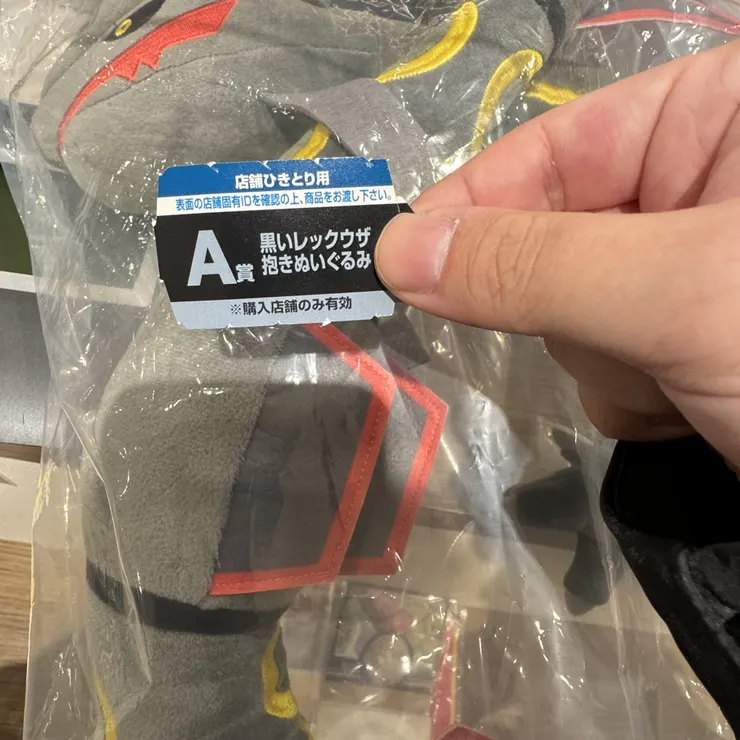 店舗ひきとり用
表面の店舗固有IDを確認の上、商品をお渡し下さい。
A賞
黒いレックウザ
抱きぬいぐるみ
※購入店舗のみ有効